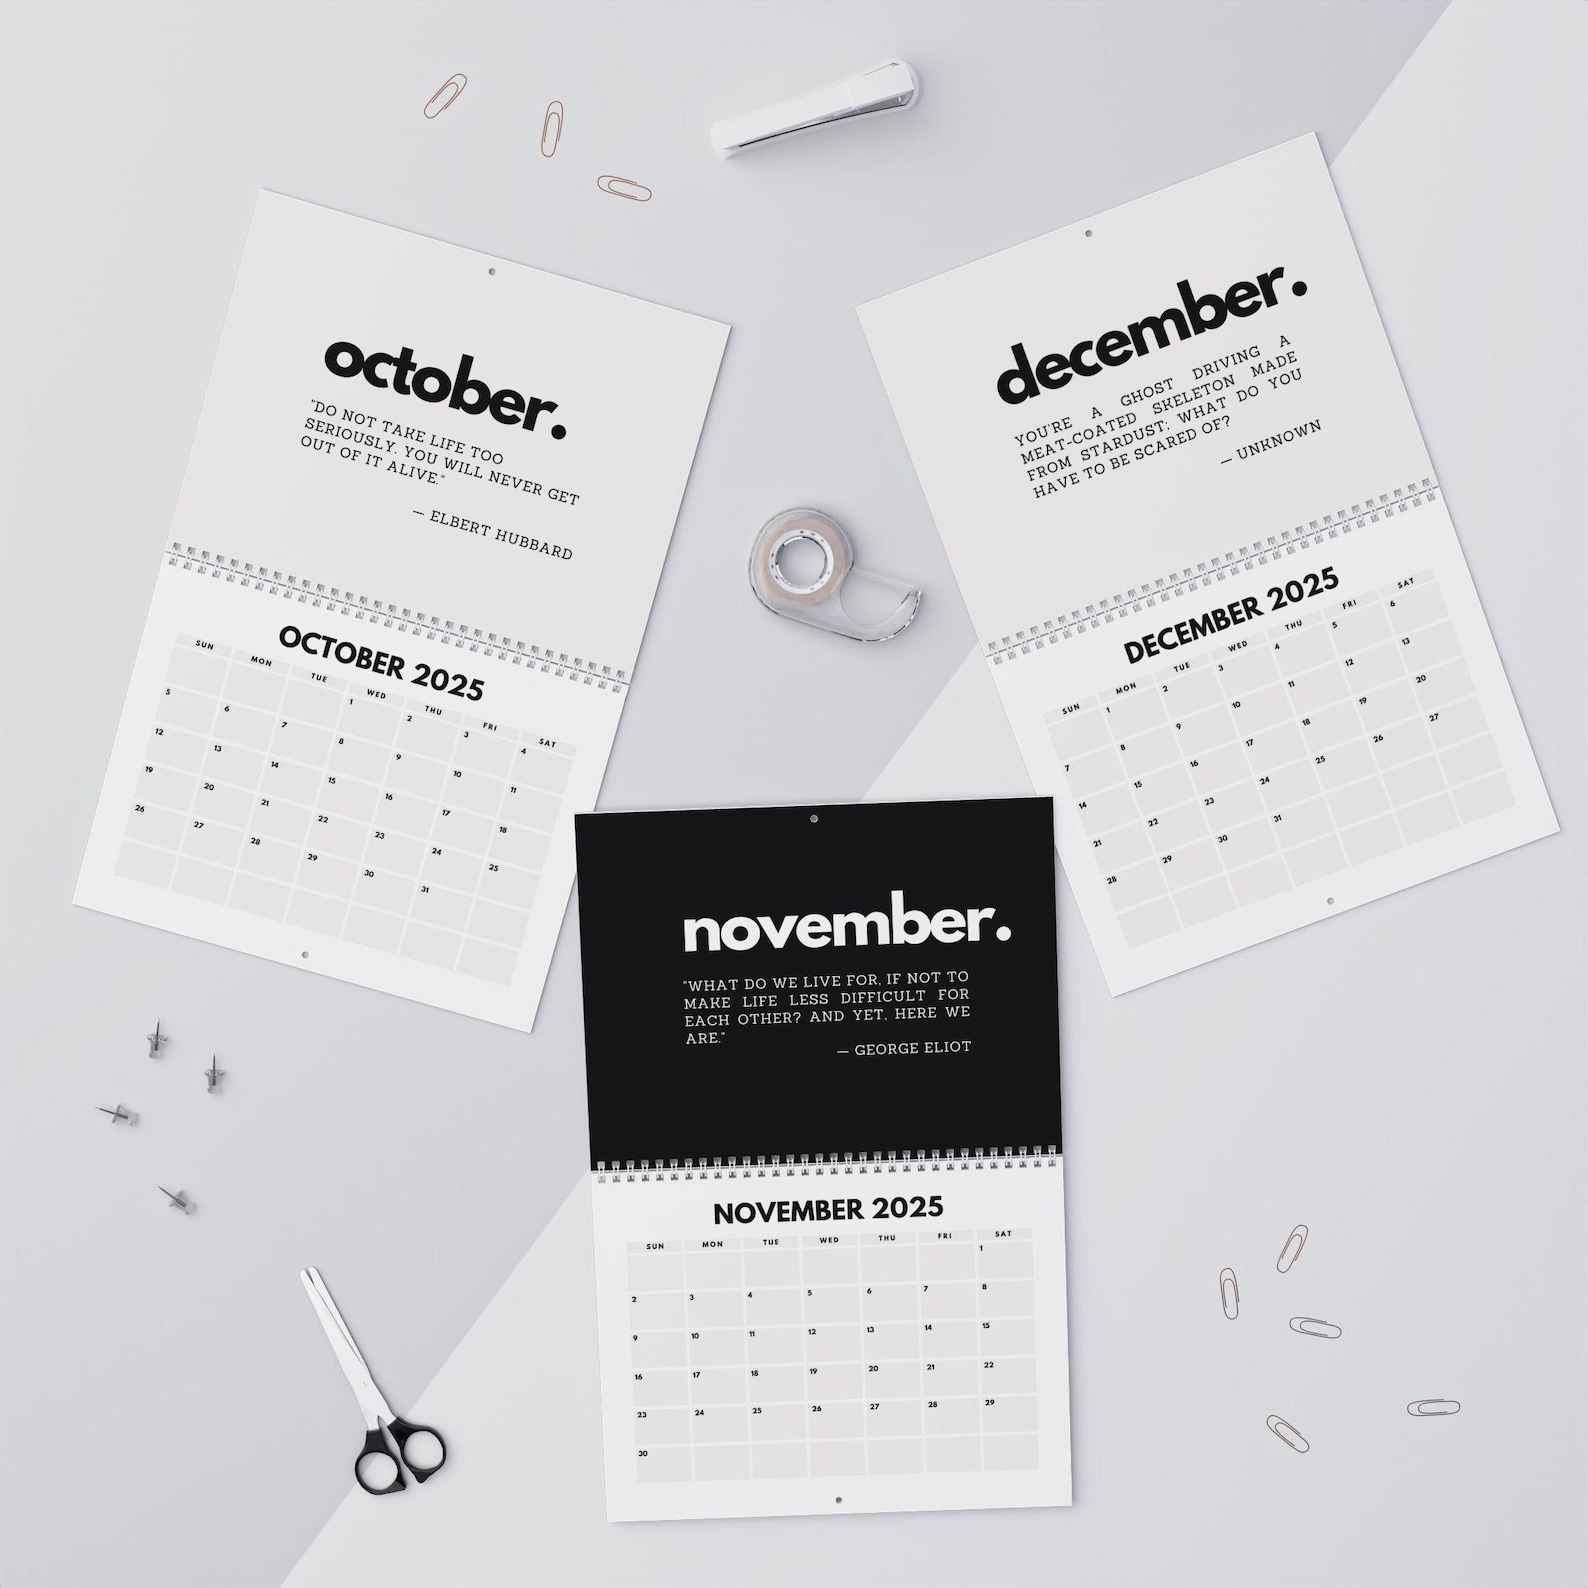 october.
"DO NOT TAKE LIFE TOO
SERIOUSLY. YOU WILL NEVER GET
OUT OF IT ALIVE."
— ELBERT HUBBARD
OCTOBER 2025
SUN MON TUE WED THU FRI SAT
1 2 3 4
5 6 7 8 9 10 11
12 13 14 15 16 17 18
19 20 21 22 23 24 25
26 27 28 29 30 31
december.
YOU'RE A GHOST DRIVING A
MEAT-COATED SKELETON MADE
FROM STARDUST; WHAT DO YOU
HAVE TO BE SCARED OF?
— UNKNOWN
DECEMBER 2025
SUN MON TUE WED THU FRI SAT
1 2 3 4 5 6
7 8 9 10 11 12 13
14 15 16 17 18 19 20
21 22 23 24 25 26 27
28 29 30 31
november.
"WHAT DO WE LIVE FOR, IF NOT TO
MAKE LIFE LESS DIFFICULT FOR
EACH OTHER? AND YET, HERE WE
ARE."
— GEORGE ELIOT
NOVEMBER 2025
SUN MON TUE WED THU FRI SAT
1
2 3 4 5 6 7 8
9 10 11 12 13 14 15
16 17 18 19 20 21 22
23 24 25 26 27 28 29
30